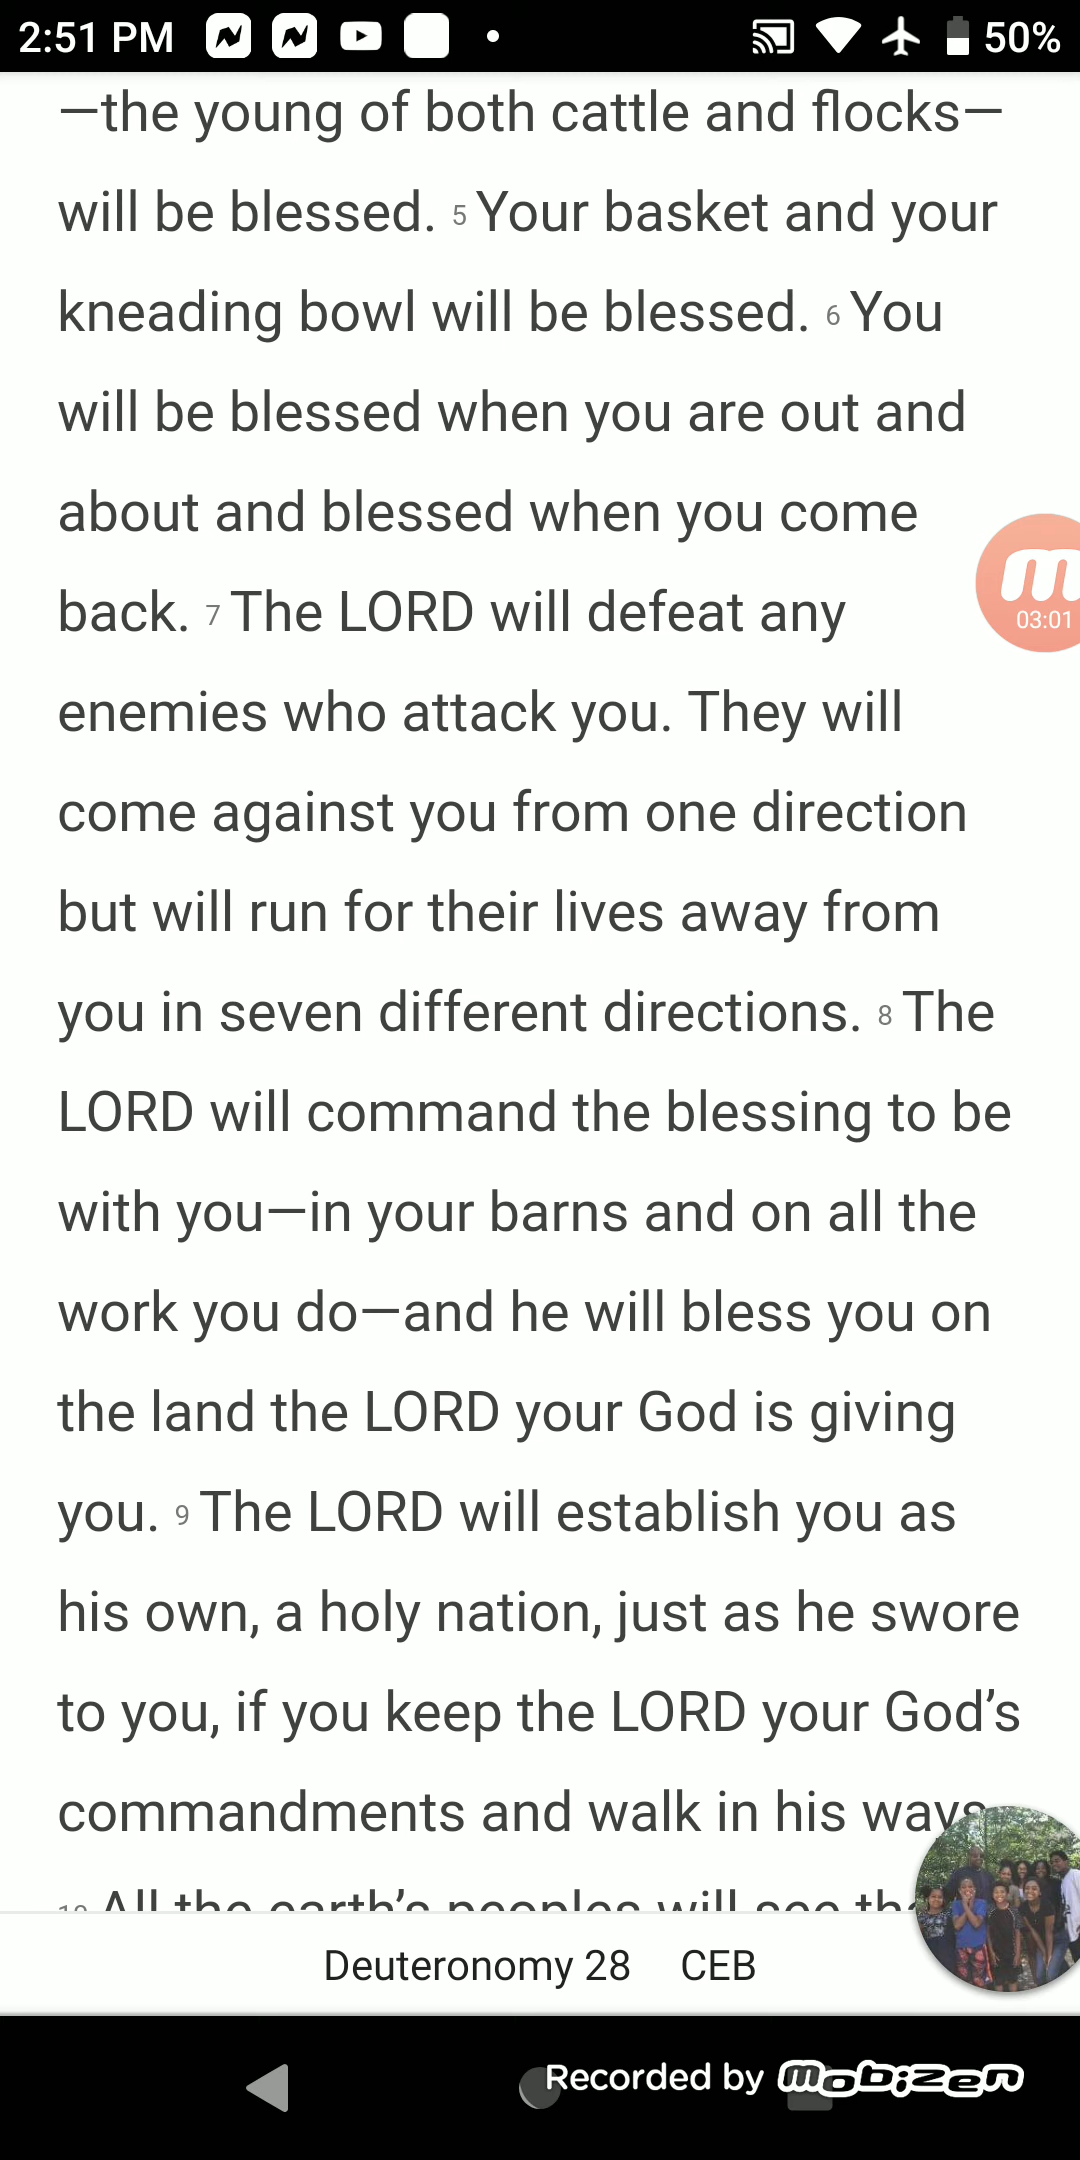 2:51 PM
50%
—the young of both cattle and flocks—
will be blessed. 5 Your basket and your
kneading bowl will be blessed. 6 You
will be blessed when you are out and
about and blessed when you come
back. 7 The LORD will defeat any
03:01
enemies who attack you. They will
come against you from one direction
but will run for their lives away from
you in seven different directions. 8 The
LORD will command the blessing to be
with you—in your barns and on all the
work you do—and he will bless you on
the land the LORD your God is giving
you. 9 The LORD will establish you as
his own, a holy nation, just as he swore
to you, if you keep the LORD your God’s
commandments and walk in his ways
10 All the earth’s peoples will see
Deuteronomy 28 CEB
Recorded by mobizen